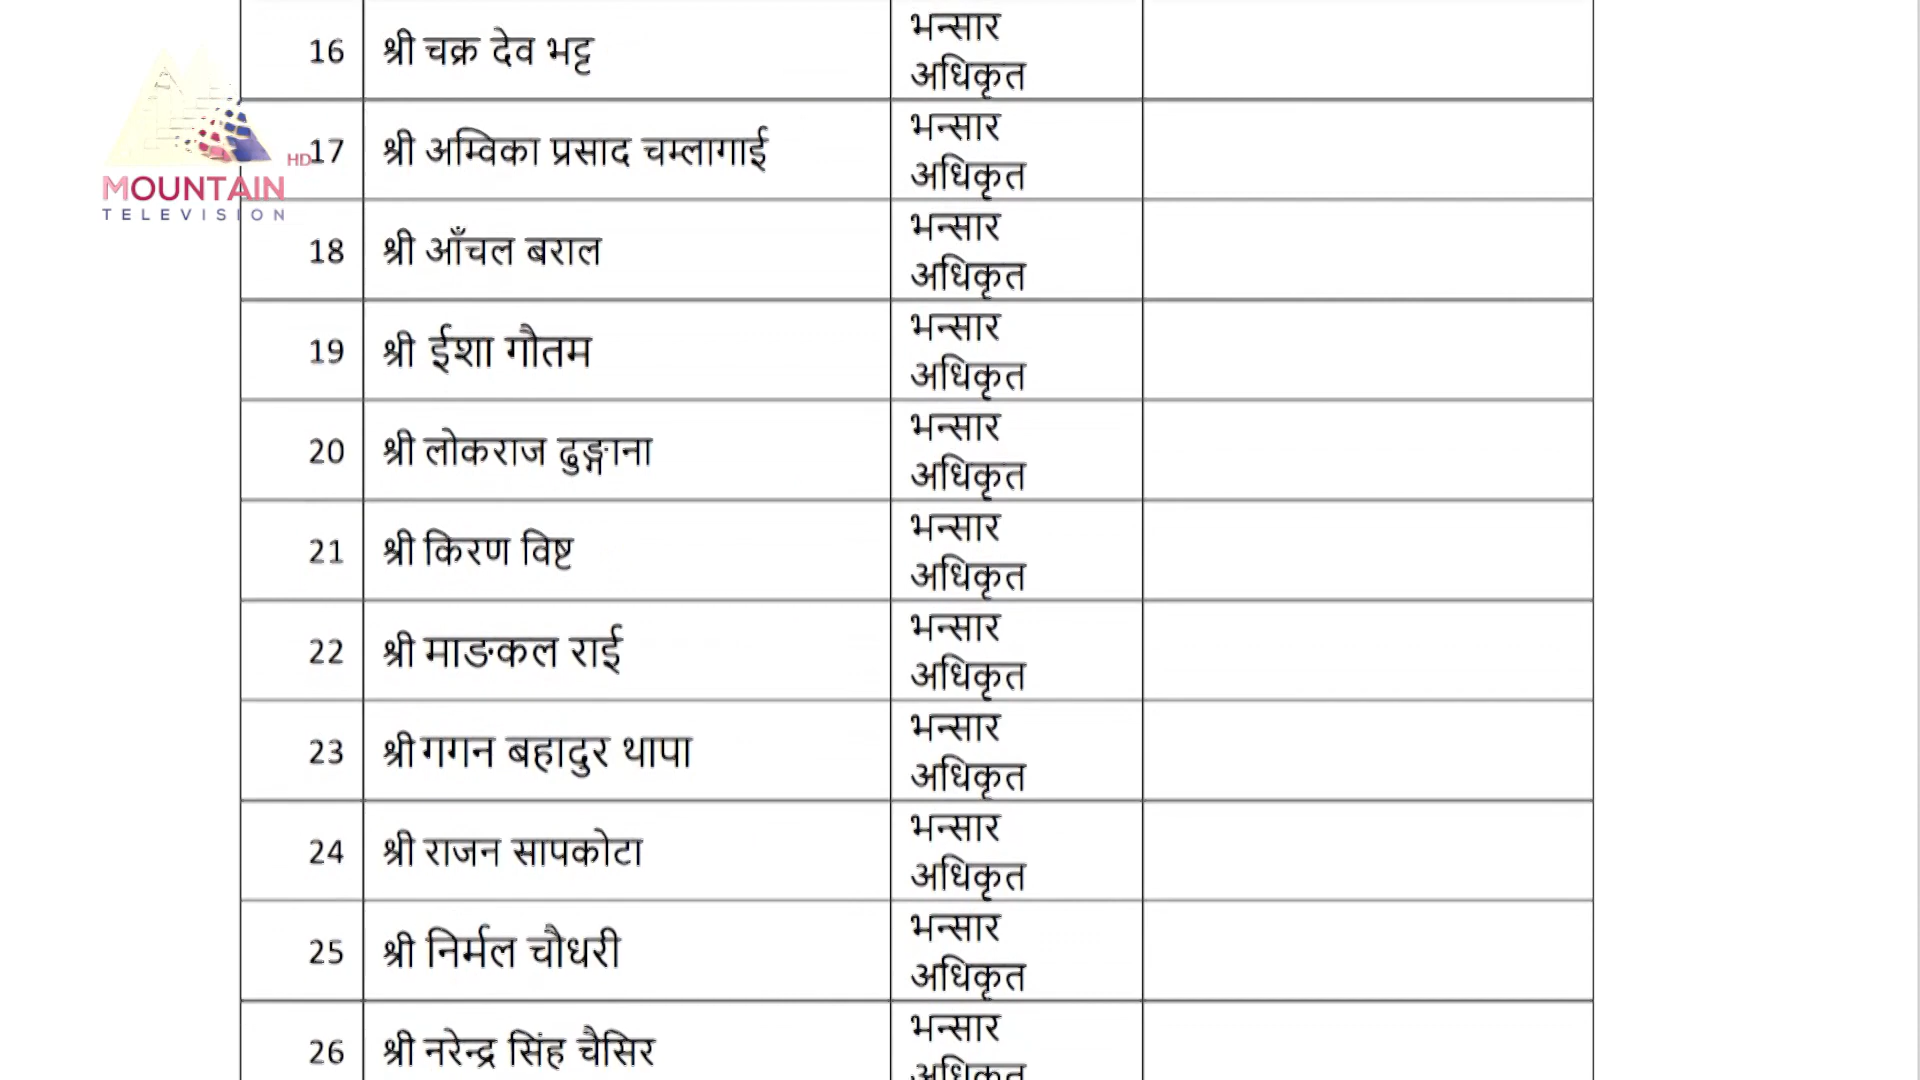 16 श्री चक्र देव भट्ट भन्सार
अधिकृत
HD
MOUNTAIN
TELEVISION
17 श्री अम्विका प्रसाद चम्लागाई भन्सार
अधिकृत
18 श्री आँचल बराल भन्सार
अधिकृत
19 श्री ईशा गौतम भन्सार
अधिकृत
20 श्री लोकराज ढुङ्गाना भन्सार
अधिकृत
21 श्री किरण विष्ट भन्सार
अधिकृत
22 श्री माङकल राई भन्सार
अधिकृत
23 श्री गगन बहादुर थापा भन्सार
अधिकृत
24 श्री राजन सापकोटा भन्सार
अधिकृत
25 श्री निर्मल चौधरी भन्सार
अधिकृत
26 श्री नरेन्द्र सिंह चैसिर भन्सार
अधिकृत